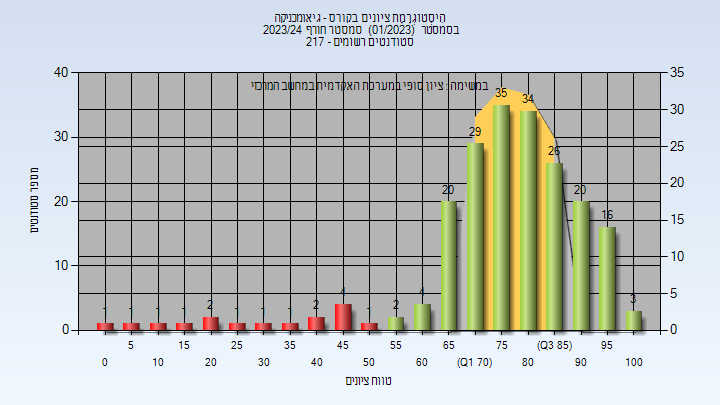 היסטוגרמת ציונים בקורס - גיאומכניקה
בסמסטר (01/2023) סמסטר חורף 2023/24
סטודנטים רשומים - 217
במשימה: ציון סופי במערכת האקדמית במחשב המרכזי
מספר סטודנטים
40
30
20
10
0
35
30
25
20
15
10
5
0
1 1 1 1 2 1 1 1 2 4 1 2 4 20 29 35 34 26 20 16 3
5 15 25 35 45 55 65 75 (Q3 85) 95
0 10 20 30 40 50 60 (Q1 70) 80 90 100
טווח ציונים